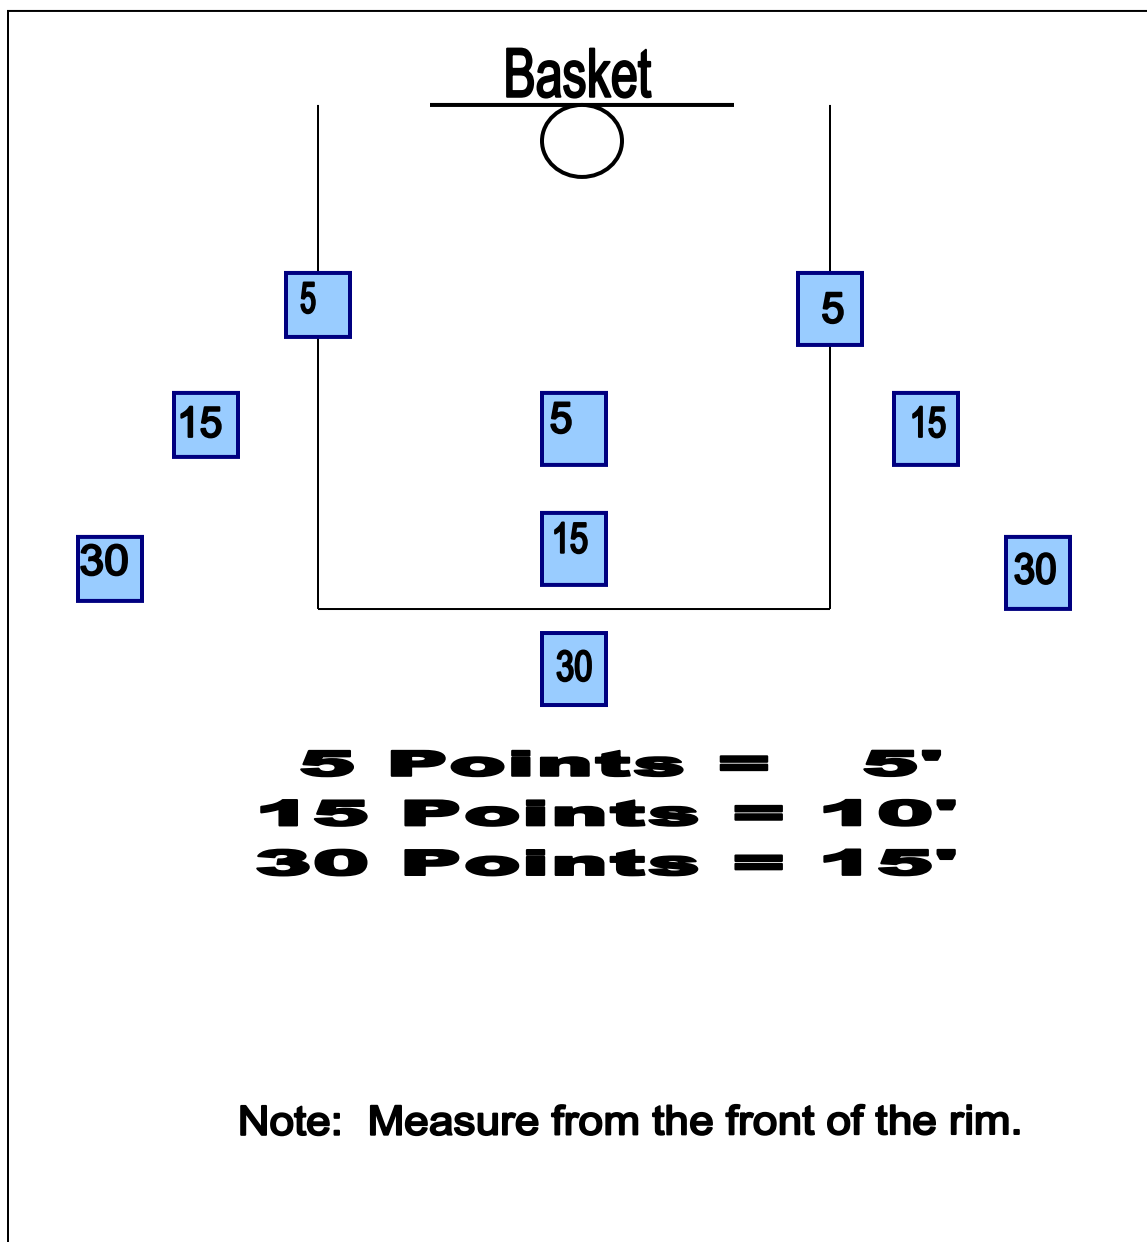 Basket
5 5
15 5 15
15
30 30
30
5 Points = 5'
15 Points = 10'
30 Points = 15'
Note: Measure from the front of the rim.